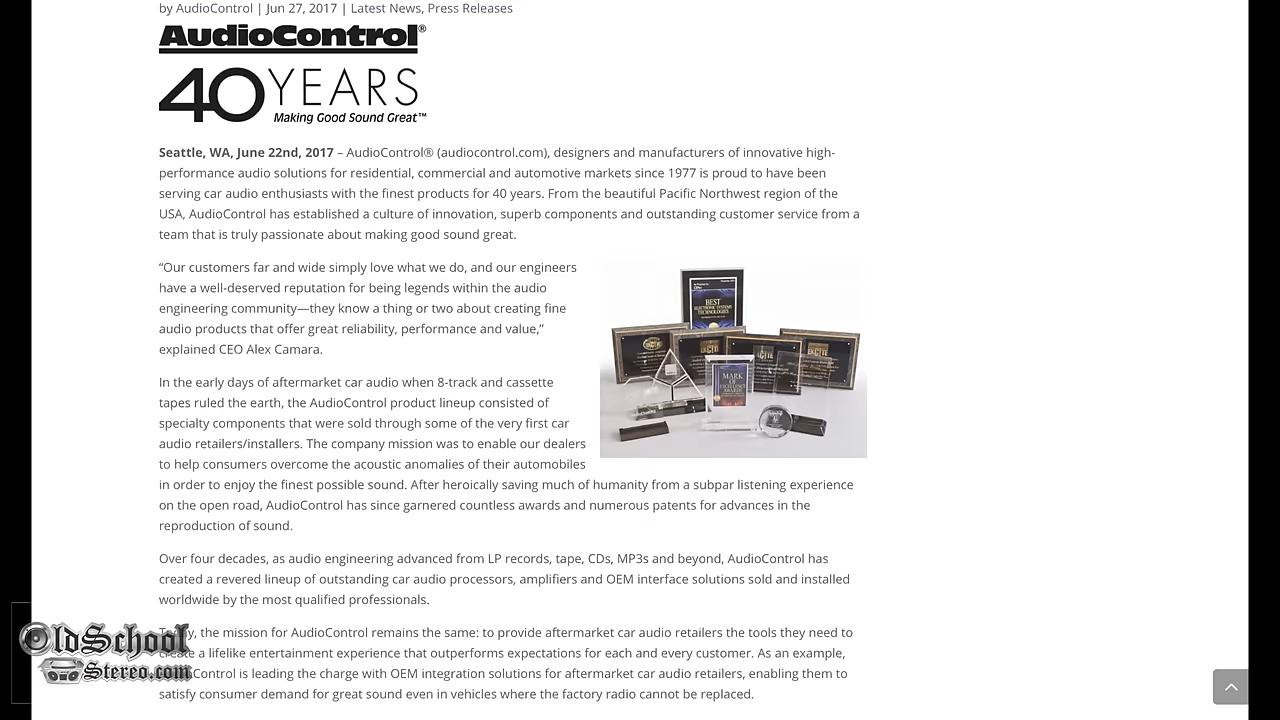 by AudioControl | Jun 27, 2017 | Latest News, Press Releases
AudioControl®
40 YEARS
Making Good Sound Great™
Seattle, WA, June 22nd, 2017 – AudioControl® (audiocontrol.com), designers and manufacturers of innovative high-
performance audio solutions for residential, commercial and automotive markets since 1977 is proud to have been
serving car audio enthusiasts with the finest products for 40 years. From the beautiful Pacific Northwest region of the
USA, AudioControl has established a culture of innovation, superb components and outstanding customer service from a
team that is truly passionate about making good sound great.
“Our customers far and wide simply love what we do, and our engineers
have a well-deserved reputation for being legends within the audio
engineering community—they know a thing or two about creating fine
audio products that offer great reliability, performance and value,”
explained CEO Alex Camara.
BEST
ELECTRONIC SYSTEMS
TECHNOLOGIES
MARK
OF
EXCELLENCE
AWARDS
In the early days of aftermarket car audio when 8-track and cassette
tapes ruled the earth, the AudioControl product lineup consisted of
specialty components that were sold through some of the very first car
audio retailers/installers. The company mission was to enable our dealers
to help consumers overcome the acoustic anomalies of their automobiles
in order to enjoy the finest possible sound. After heroically saving much of humanity from a subpar listening experience
on the open road, AudioControl has since garnered countless awards and numerous patents for advances in the
reproduction of sound.
Over four decades, as audio engineering advanced from LP records, tape, CDs, MP3s and beyond, AudioControl has
created a revered lineup of outstanding car audio processors, amplifiers and OEM interface solutions sold and installed
worldwide by the most qualified professionals.
the mission for AudioControl remains the same: to provide aftermarket car audio retailers the tools they need to
a lifelike entertainment experience that outperforms expectations for each and every customer. As an example,
Control is leading the charge with OEM integration solutions for aftermarket car audio retailers, enabling them to
satisfy consumer demand for great sound even in vehicles where the factory radio cannot be replaced.
OldSchool
Stereo.com